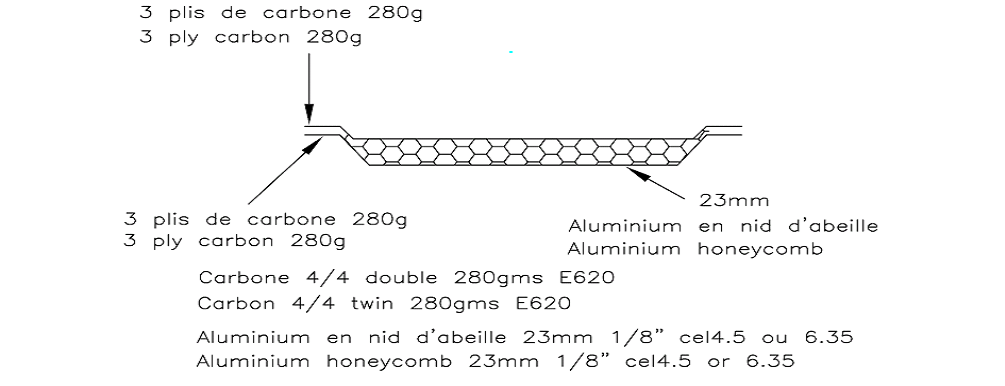 3 plis de carbone 280g
3 ply carbon 280g
23mm
Aluminium en nid d'abeille
Aluminium honeycomb
3 plis de carbone 280g
3 ply carbon 280g
Carbone 4/4 double 280gms E620
Carbon 4/4 twin 280gms E620
Aluminium en nid d'abeille 23mm 1/8" cel4.5 ou 6.35
Aluminium honeycomb 23mm 1/8" cel4.5 or 6.35